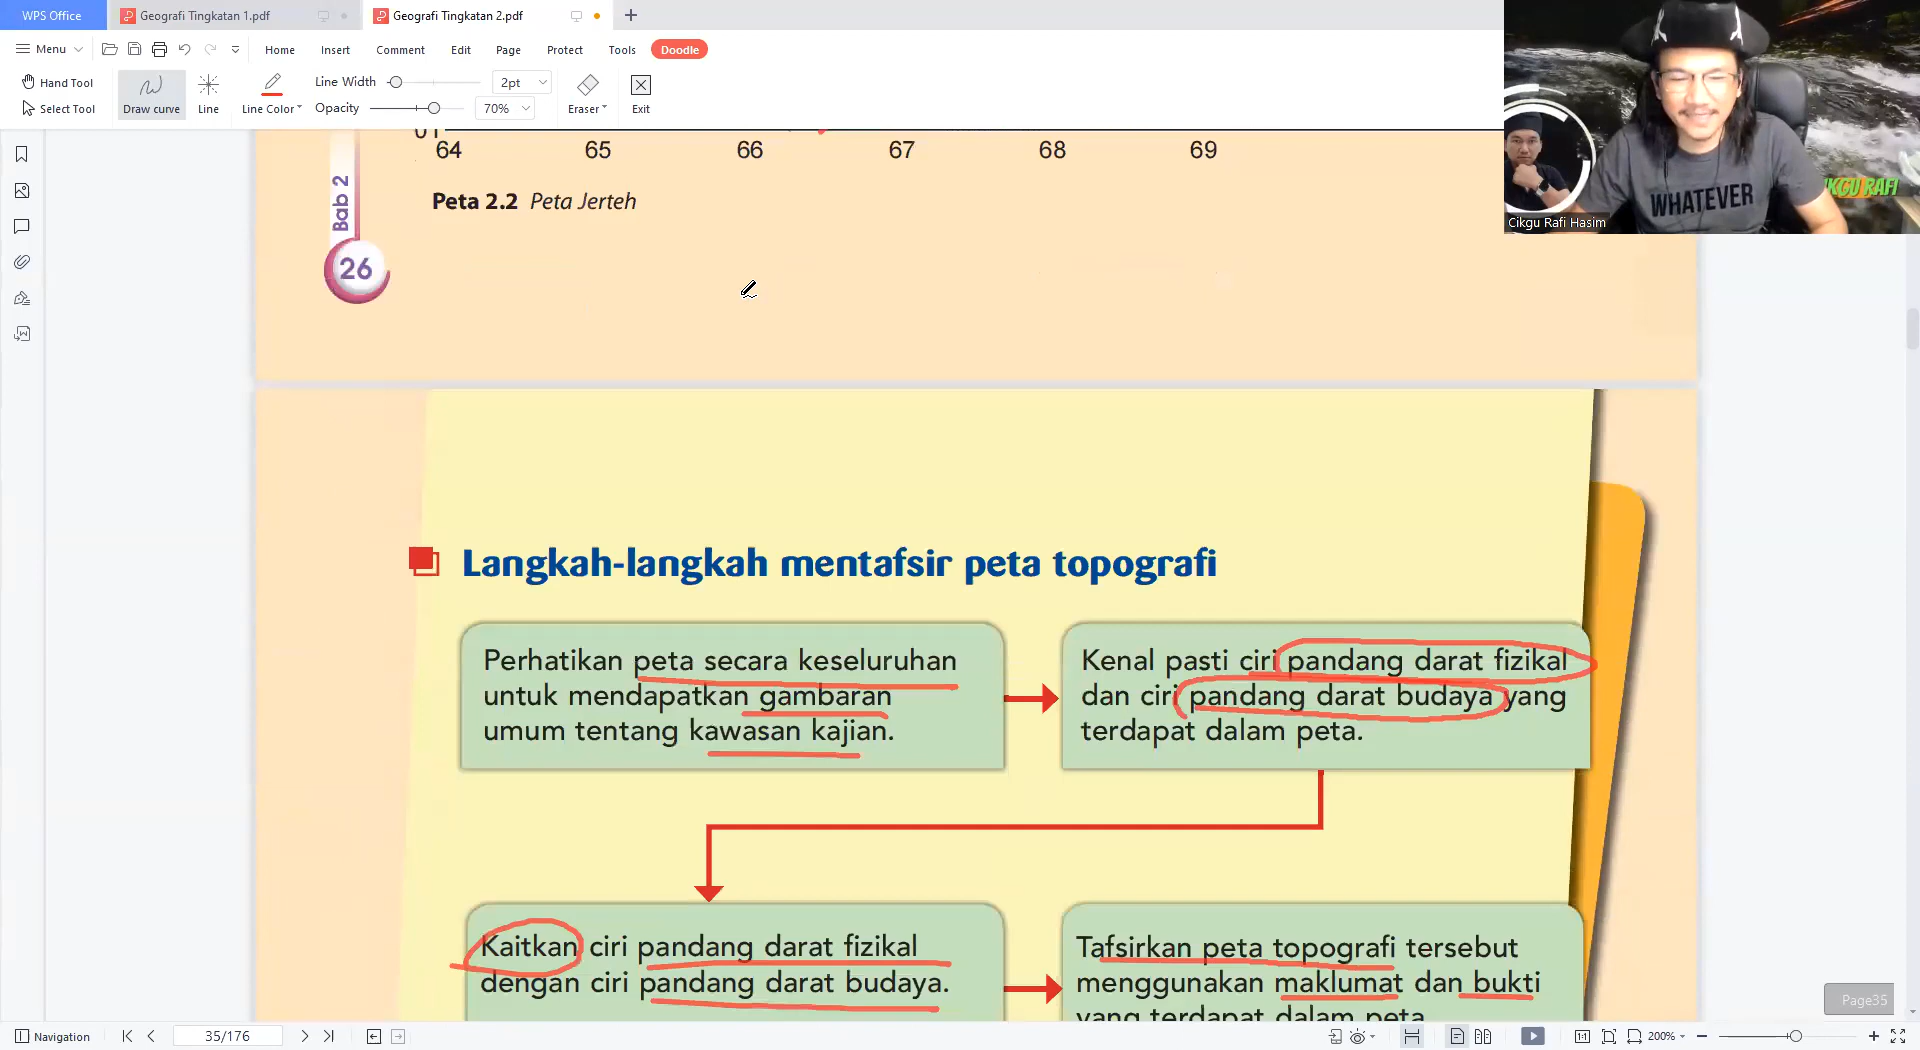 WPS Office
Geografi Tingkatan 1.pdf
Geografi Tingkatan 2.pdf
Menu
Home
Insert
Comment
Edit
Page
Protect
Tools
Doodle
Hand Tool
Select Tool
Draw curve
Line
Line Color
Line Width
2pt
Opacity
70%
Eraser
Exit
WHATEVER
Cikgu Rafi Hasim
64 65 66 67 68 69
Peta 2.2 Peta Jerteh
Bab 2
26
Langkah-langkah mentafsir peta topografi
Perhatikan peta secara keseluruhan
untuk mendapatkan gambaran
umum tentang kawasan kajian.
Kenal pasti ciri pandang darat fizikal
dan ciri pandang darat budaya yang
terdapat dalam peta.
Kaitkan ciri pandang darat fizikal
dengan ciri pandang darat budaya.
Tafsirkan peta topografi tersebut
menggunakan maklumat dan bukti
yang terdapat dalam peta
Page35
Navigation
35/176
200%